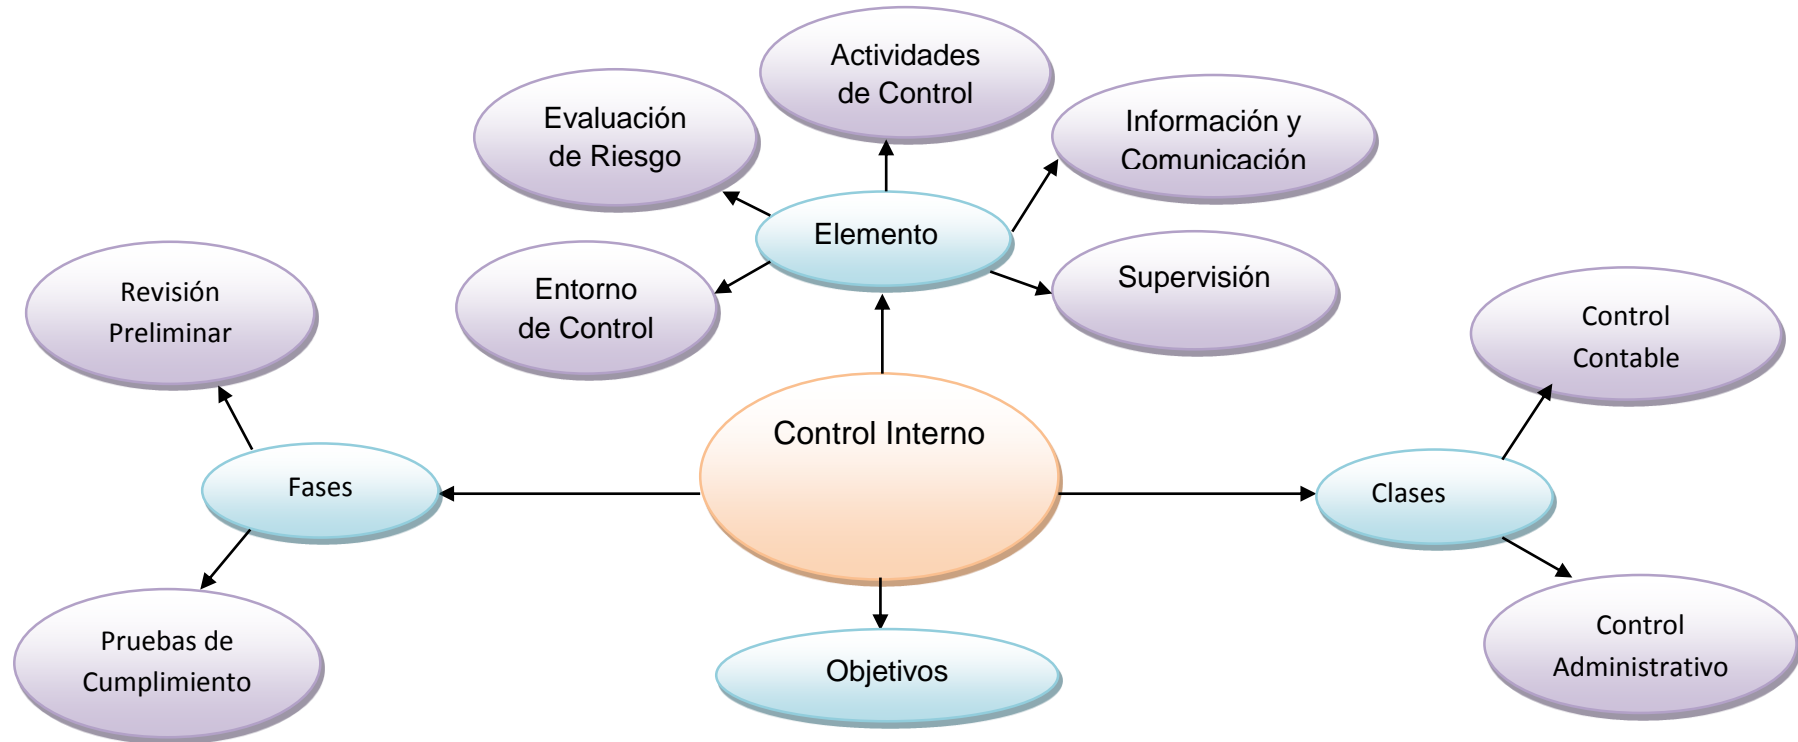 Actividades
de Control
Evaluación
de Riesgo
Información y
Comunicación
Elemento
Entorno
de Control
Supervisión
Revisión
Preliminar
Control
Contable
Control Interno
Fases
Clases
Pruebas de
Cumplimiento
Objetivos
Control
Administrativo